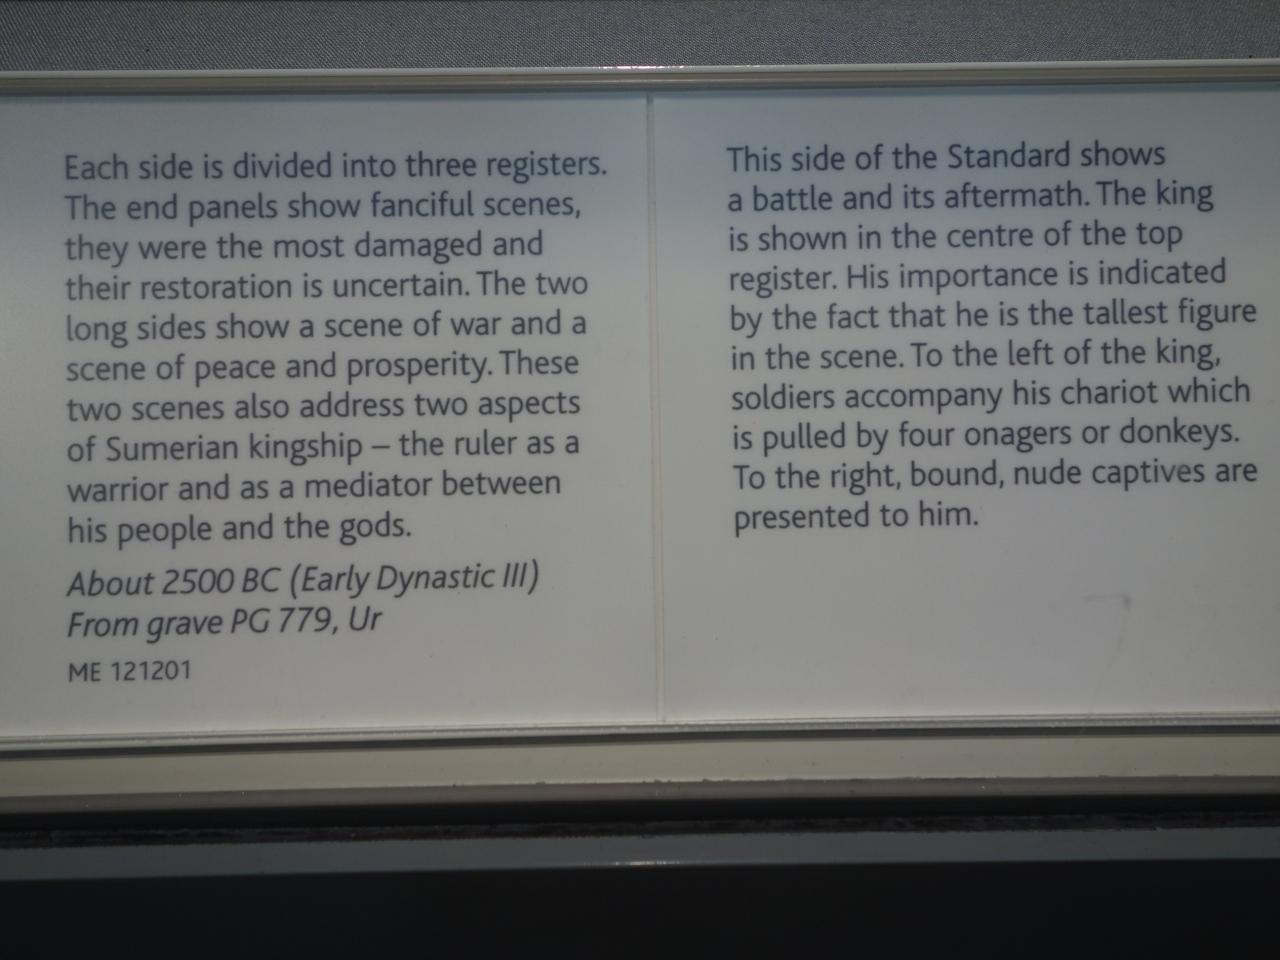 Each side is divided into three registers.
The end panels show fanciful scenes,
they were the most damaged and
their restoration is uncertain. The two
long sides show a scene of war and a
scene of peace and prosperity. These
two scenes also address two aspects
of Sumerian kingship – the ruler as a
warrior and as a mediator between
his people and the gods.
About 2500 BC (Early Dynastic III)
From grave PG 779, Ur
ME 121201
This side of the Standard shows
a battle and its aftermath. The king
is shown in the centre of the top
register. His importance is indicated
by the fact that he is the tallest figure
in the scene. To the left of the king,
soldiers accompany his chariot which
is pulled by four onagers or donkeys.
To the right, bound, nude captives are
presented to him.